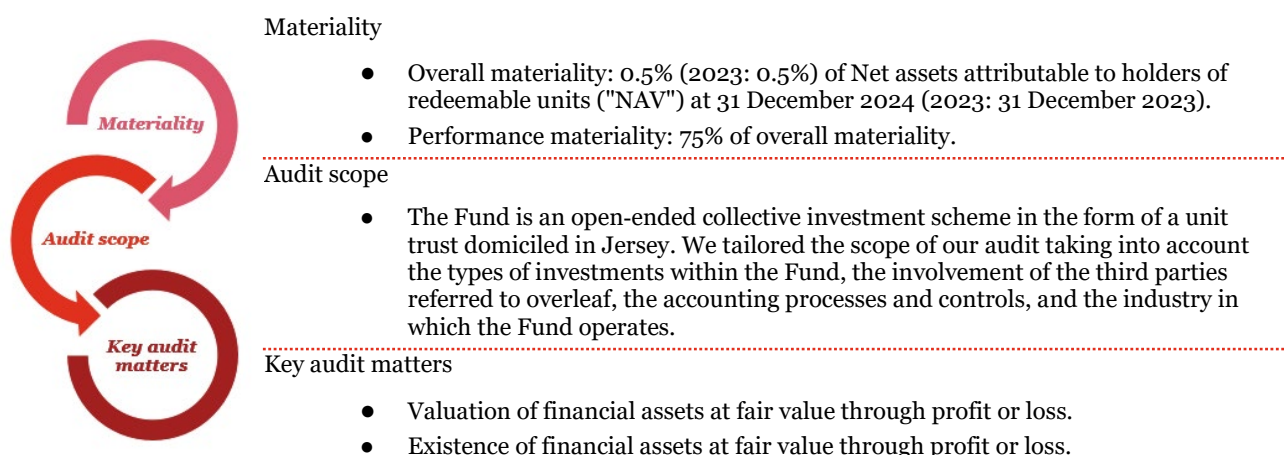 Materiality
Materiality
● Overall materiality: 0.5% (2023: 0.5%) of Net assets attributable to holders of
redeemable units ("NAV") at 31 December 2024 (2023: 31 December 2023).
● Performance materiality: 75% of overall materiality.
Audit scope
Audit scope
● The Fund is an open-ended collective investment scheme in the form of a unit
trust domiciled in Jersey. We tailored the scope of our audit taking into account
the types of investments within the Fund, the involvement of the third parties
referred to overleaf, the accounting processes and controls, and the industry in
which the Fund operates.
Key audit
matters
Key audit matters
● Valuation of financial assets at fair value through profit or loss.
● Existence of financial assets at fair value through profit or loss.